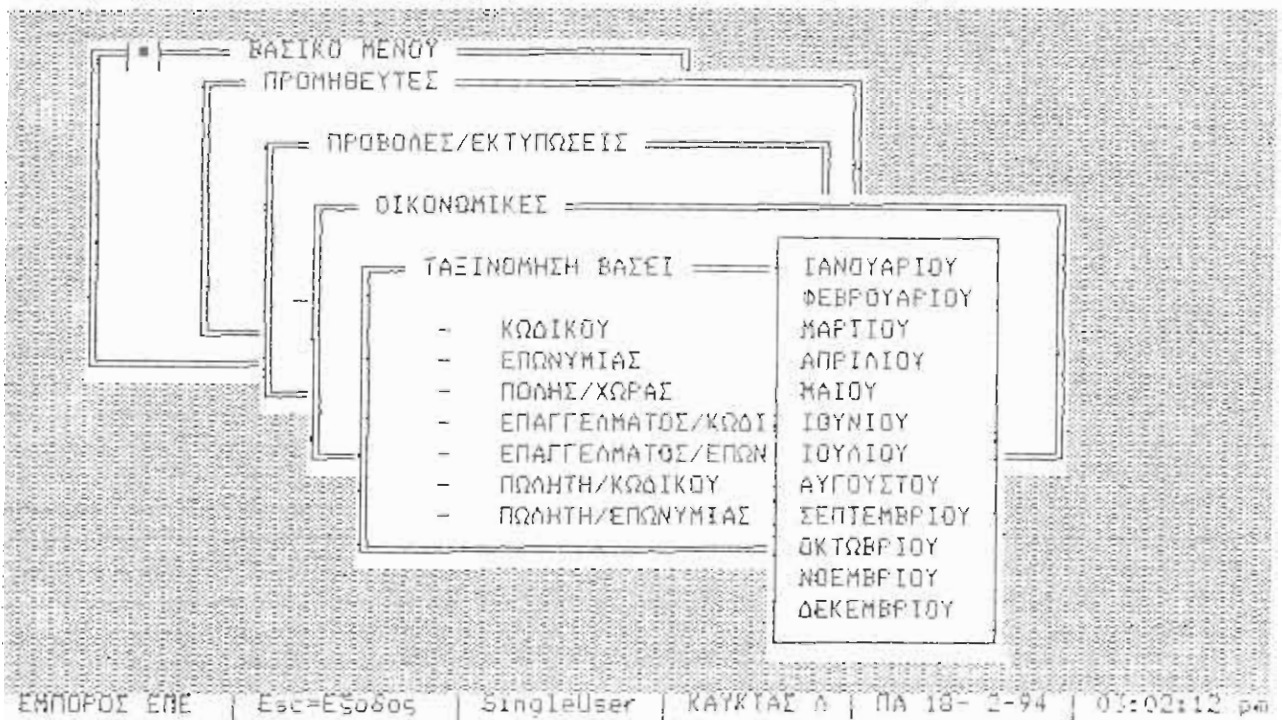 ΒΑΣΙΚΟ ΜΕΝΟΥ
ΠΡΟΜΗΘΕΥΤΕΣ
ΠΡΟΒΟΛΕΣ/ΕΚΤΥΠΩΣΕΙΣ
ΟΙΚΟΝΟΜΙΚΕΣ
ΤΑΞΙΝΟΜΗΣΗ ΒΑΣΕΙ
- ΚΩΔΙΚΟΥ
- ΕΠΩΝΥΜΙΑΣ
- ΠΟΛΗΣ/ΧΩΡΑΣ
- ΕΠΑΓΓΕΛΜΑΤΟΣ/ΚΩΔΙ
- ΕΠΑΓΓΕΛΜΑΤΟΣ/ΕΠΩΝ
- ΠΩΛΗΤΗ/ΚΩΔΙΚΟΥ
- ΠΩΛΗΤΗ/ΕΠΩΝΥΜΙΑΣ
ΙΑΝΟΥΑΡΙΟΥ
ΦΕΒΡΟΥΑΡΙΟΥ
ΜΑΡΤΙΟΥ
ΑΠΡΙΛΙΟΥ
ΜΑΙΟΥ
ΙΟΥΝΙΟΥ
ΙΟΥΛΙΟΥ
ΑΥΓΟΥΣΤΟΥ
ΣΕΠΤΕΜΒΡΙΟΥ
ΟΚΤΩΒΡΙΟΥ
ΝΟΕΜΒΡΙΟΥ
ΔΕΚΕΜΒΡΙΟΥ
ΕΜΠΟΡΟΣ ΕΠΕ | Esc=Εξοδος | SingleUser | ΚΑΥΚΙΑΣ Λ | ΠΑ 18- 2-94 | 03:02:12 pm